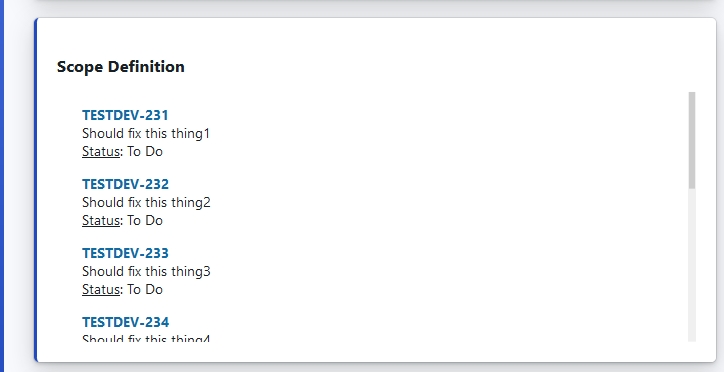 Scope Definition
TESTDEV-231
Should fix this thing1
Status: To Do
TESTDEV-232
Should fix this thing2
Status: To Do
TESTDEV-233
Should fix this thing3
Status: To Do
TESTDEV-234
Should fix this thing4